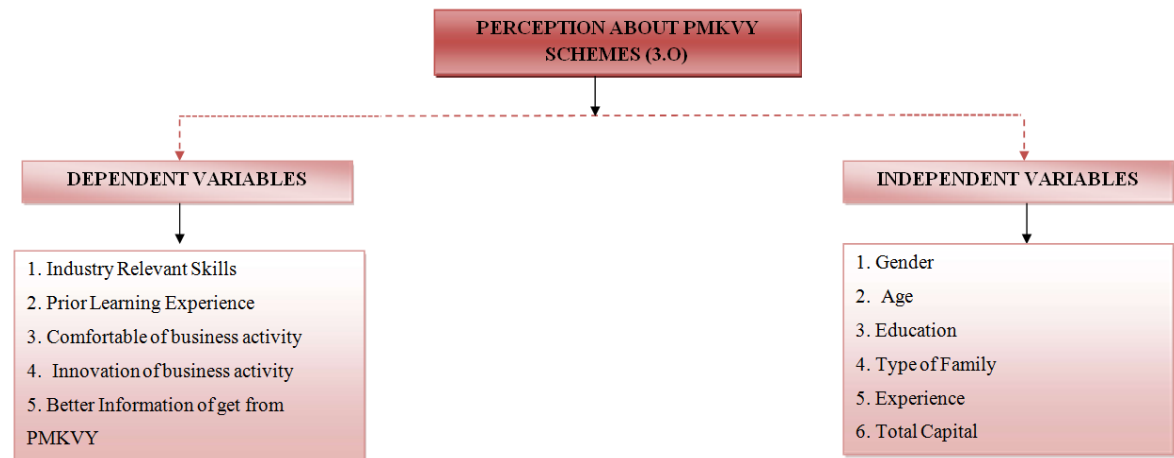 PERCEPTION ABOUT PMKVY
SCHEMES (3.O)
DEPENDENT VARIABLES
1. Industry Relevant Skills
2. Prior Learning Experience
3. Comfortable of business activity
4. Innovation of business activity
5. Better Information of get from
PMKVY
INDEPENDENT VARIABLES
1. Gender
2. Age
3. Education
4. Type of Family
5. Experience
6. Total Capital